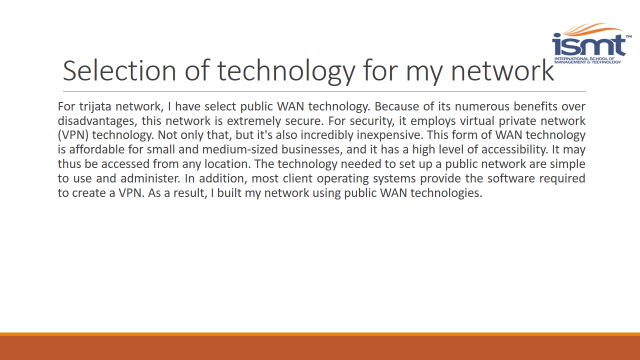 ismt™
INTERNATIONAL SCHOOL OF
MANAGEMENT & TECHNOLOGY
Selection of technology for my network
For trijata network, I have select public WAN technology. Because of its numerous benefits over
disadvantages, this network is extremely secure. For security, it employs virtual private network
(VPN) technology. Not only that, but it's also incredibly inexpensive. This form of WAN technology
is affordable for small and medium-sized businesses, and it has a high level of accessibility. It may
thus be accessed from any location. The technology needed to set up a public network are simple
to use and administer. In addition, most client operating systems provide the software required
to create a VPN. As a result, I built my network using public WAN technologies.